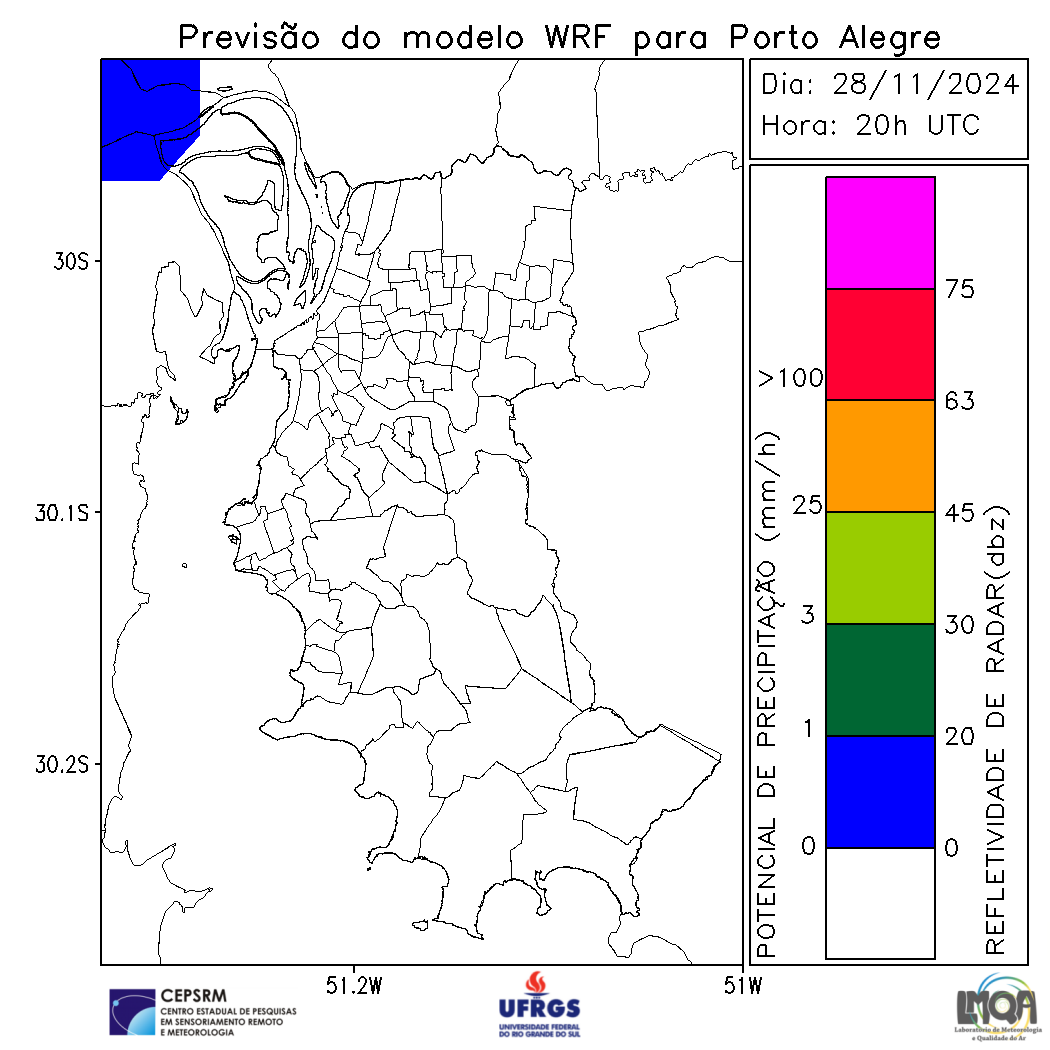 Previsão do modelo WRF para Porto Alegre
Dia: 28/11/2024
Hora: 20h UTC
30S
30.1S
30.2S
51.2W
51W
POTENCIAL DE PRECIPITAÇÃO (mm/h)
>100
25
3
1
0
75
63
45
30
20
0
REFLETIVIDADE DE RADAR(dbz)
CEPSRM
CENTRO ESTADUAL DE PESQUISAS
EM SENSORIAMENTO REMOTO
E METEOROLOGIA
UFRGS
UNIVERSIDADE FEDERAL
DO RIO GRANDE DO SUL
LMQA
Laboratório de Meteorologia
e Qualidade do Ar